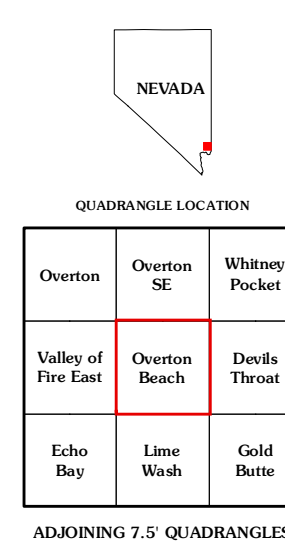 NEVADA
QUADRANGLE LOCATION
Overton
Overton
SE
Whitney
Pocket
Valley of
Fire East
Overton
Beach
Devils
Throat
Echo
Bay
Lime
Wash
Gold
Butte
ADJOINING 7.5' QUADRANGLES